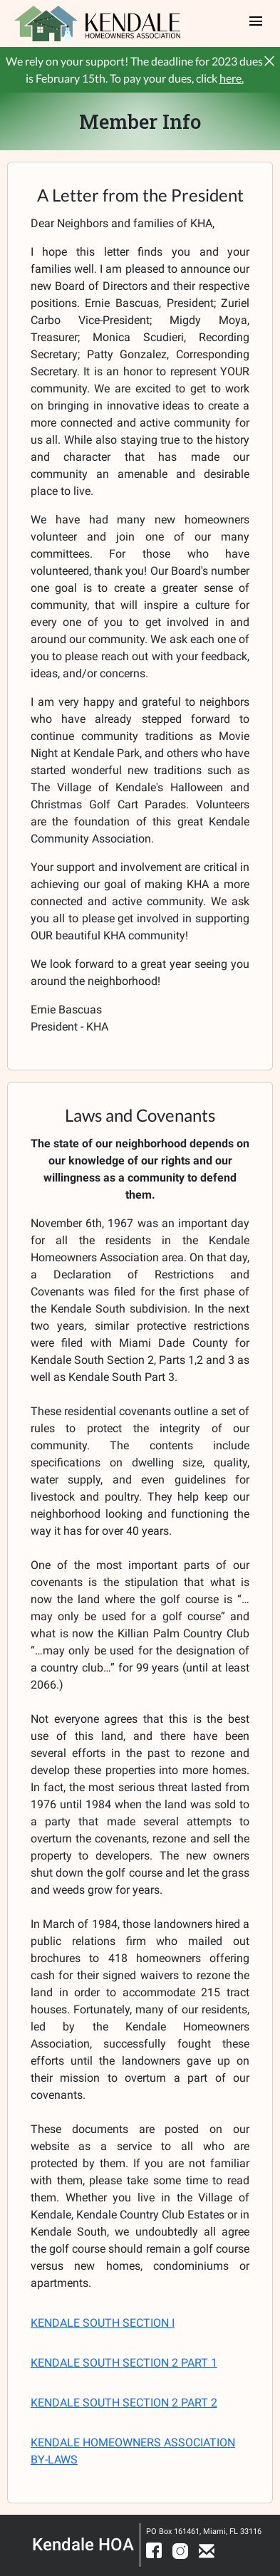 KENDALE
HOMEOWNERS ASSOCIATION
We rely on your support! The deadline for 2023 dues
is February 15th. To pay your dues, click here.
Member Info
A Letter from the President
Dear Neighbors and families of KHA,
I hope this letter finds you and your
families well. I am pleased to announce our
new Board of Directors and their respective
positions. Ernie Bascuas, President; Zuriel
Carbo Vice-President; Migdy Moya,
Treasurer; Monica Scudieri, Recording
Secretary; Patty Gonzalez, Corresponding
Secretary. It is an honor to represent YOUR
community. We are excited to get to work
on bringing in innovative ideas to create a
more connected and active community for
us all. While also staying true to the history
and character that has made our
community an amenable and desirable
place to live.
We have had many new homeowners
volunteer and join one of our many
committees. For those who have
volunteered, thank you! Our Board's number
one goal is to create a greater sense of
community, that will inspire a culture for
every one of you to get involved in and
around our community. We ask each one of
you to please reach out with your feedback,
ideas, and/or concerns.
I am very happy and grateful to neighbors
who have already stepped forward to
continue community traditions as Movie
Night at Kendale Park, and others who have
started wonderful new traditions such as
The Village of Kendale's Halloween and
Christmas Golf Cart Parades. Volunteers
are the foundation of this great Kendale
Community Association.
Your support and involvement are critical in
achieving our goal of making KHA a more
connected and active community. We ask
you all to please get involved in supporting
OUR beautiful KHA community!
We look forward to a great year seeing you
around the neighborhood!
Ernie Bascuas
President - KHA
Laws and Covenants
The state of our neighborhood depends on
our knowledge of our rights and our
willingness as a community to defend
them.
November 6th, 1967 was an important day
for all the residents in the Kendale
Homeowners Association area. On that day,
a Declaration of Restrictions and
Covenants was filed for the first phase of
the Kendale South subdivision. In the next
two years, similar protective restrictions
were filed with Miami Dade County for
Kendale South Section 2, Parts 1,2 and 3 as
well as Kendale South Part 3.
These residential covenants outline a set of
rules to protect the integrity of our
community. The contents include
specifications on dwelling size, quality,
water supply, and even guidelines for
livestock and poultry. They help keep our
neighborhood looking and functioning the
way it has for over 40 years.
One of the most important parts of our
covenants is the stipulation that what is
now the land where the golf course is “...
may only be used for a golf course” and
what is now the Killian Palm Country Club
“...may only be used for the designation of
a country club...” for 99 years (until at least
2066.)
Not everyone agrees that this is the best
use of this land, and there have been
several efforts in the past to rezone and
develop these properties into more homes.
In fact, the most serious threat lasted from
1976 until 1984 when the land was sold to
a party that made several attempts to
overturn the covenants, rezone and sell the
property to developers. The new owners
shut down the golf course and let the grass
and weeds grow for years.
In March of 1984, those landowners hired a
public relations firm who mailed out
brochures to 418 homeowners offering
cash for their signed waivers to rezone the
land in order to accommodate 215 tract
houses. Fortunately, many of our residents,
led by the Kendale Homeowners
Association, successfully fought these
efforts until the landowners gave up on
their mission to overturn a part of our
covenants.
These documents are posted on our
website as a service to all who are
protected by them. If you are not familiar
with them, please take some time to read
them. Whether you live in the Village of
Kendale, Kendale Country Club Estates or in
Kendale South, we undoubtedly all agree
the golf course should remain a golf course
versus new homes, condominiums or
apartments.
KENDALE SOUTH SECTION I
KENDALE SOUTH SECTION 2 PART 1
KENDALE SOUTH SECTION 2 PART 2
KENDALE HOMEOWNERS ASSOCIATION
BY-LAWS
Kendale HOA
PO Box 161461, Miami, FL 33116